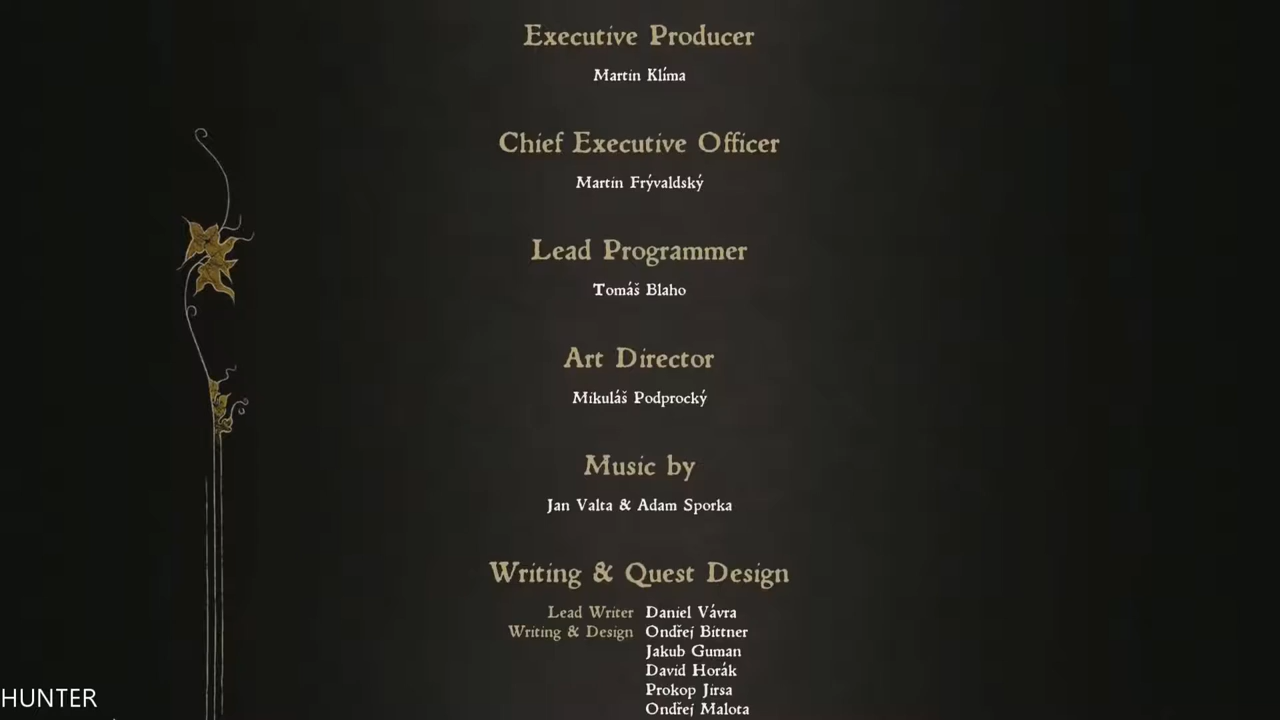 Executive Producer
Martin Klíma
Chief Executive Officer
Martin Frývaldský
Lead Programmer
Tomáš Blaho
Art Director
Mikuláš Podprocký
Music by
Jan Valta & Adam Sporka
Writing & Quest Design
Lead Writer Daniel Vávra
Writing & Design Ondřej Bittner
Jakub Guman
David Horák
Prokop Jirsa
Ondřej Malota
HUNTER